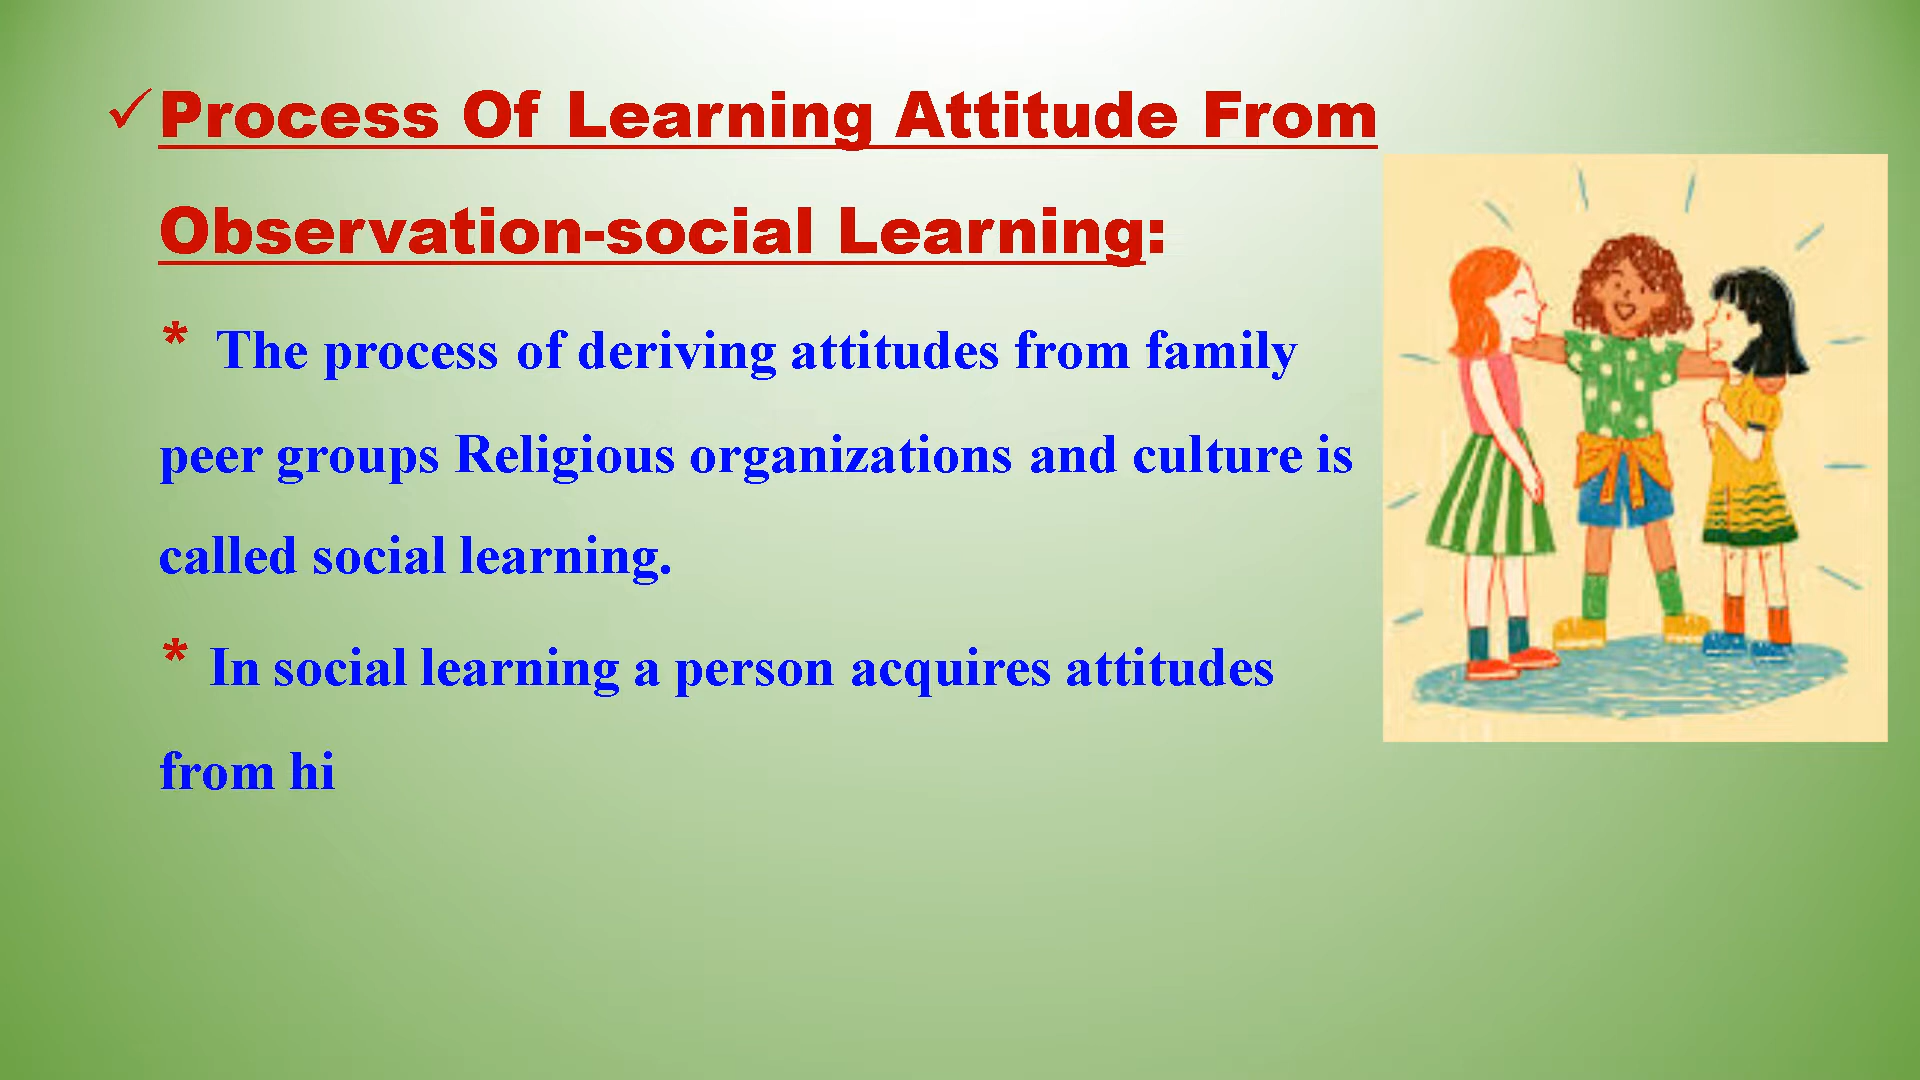 ✓Process Of Learning Attitude From
Observation-social Learning:
* The process of deriving attitudes from family
peer groups Religious organizations and culture is
called social learning.
* In social learning a person acquires attitudes
from hi